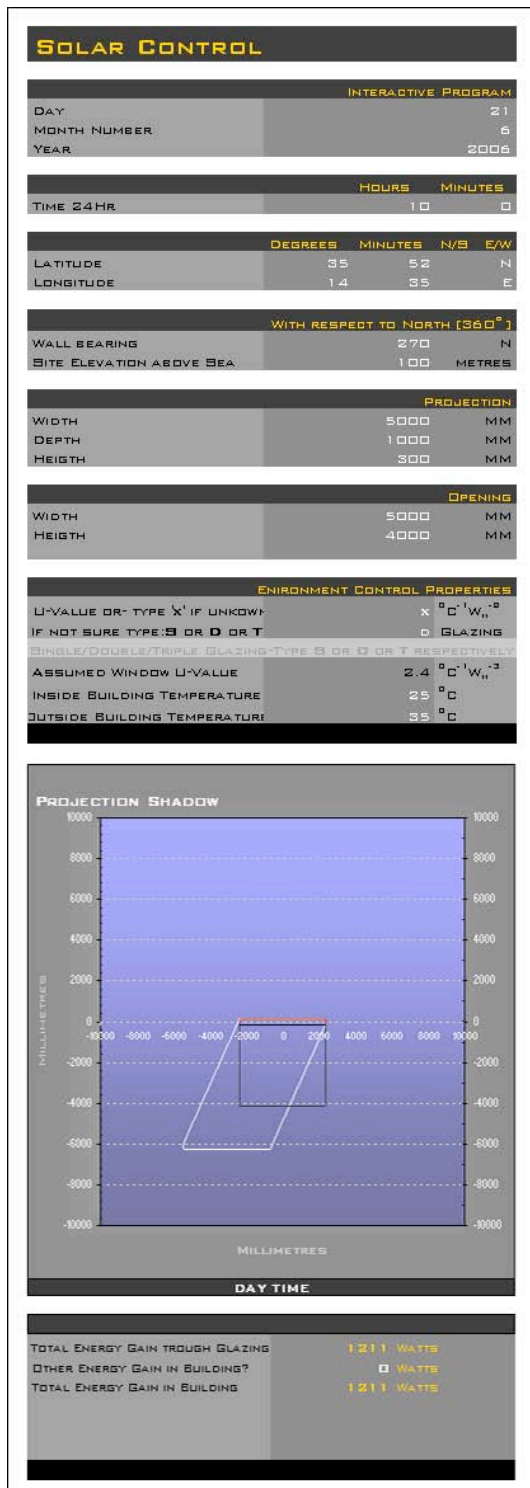 SOLAR CONTROL
INTERACTIVE PROGRAM
DAY 21
MONTH NUMBER 6
YEAR 2006
HOURS MINUTES
TIME 24HR 10 0
DEGREES MINUTES N/S E/W
LATITUDE 35 52 N
LONGITUDE 14 35 E
WITH RESPECT TO NORTH (360°)
WALL BEARING 270 N
SITE ELEVATION ABOVE SEA 100 METRES
PROJECTION
WIDTH 5000 MM
DEPTH 1000 MM
HEIGTH 300 MM
OPENING
WIDTH 5000 MM
HEIGTH 4000 MM
ENIRONMENT CONTROL PROPERTIES
U-VALUE OR- TYPE 'X' IF UNKOWN X
IF NOT SURE TYPE:S OR D OR T D GLAZING
SINGLE/DOUBLE/TRIPLE GLAZING-TYPE S OR D OR T RESPECTIVELY
ASSUMED WINDOW U-VALUE 2.4
INSIDE BUILDING TEMPERATURE 25 °C
OUTSIDE BUILDING TEMPERATURE 35 °C
PROJECTION SHADOW
10000 10000
8000 8000
6000 6000
4000 4000
2000 2000
0 0
-10000 -8000 -6000 -4000 -2000 0 2000 4000 6000 8000 10000
-2000 -2000
-4000 -4000
-6000 -6000
-8000 -8000
-10000 -10000
MILLIMETRES
MILLIMETRES
DAY TIME
TOTAL ENERGY GAIN TROUGH GLAZING 1211 WATTS
OTHER ENERGY GAIN IN BUILDING? 0 WATTS
TOTAL ENERGY GAIN IN BUILDING 1211 WATTS